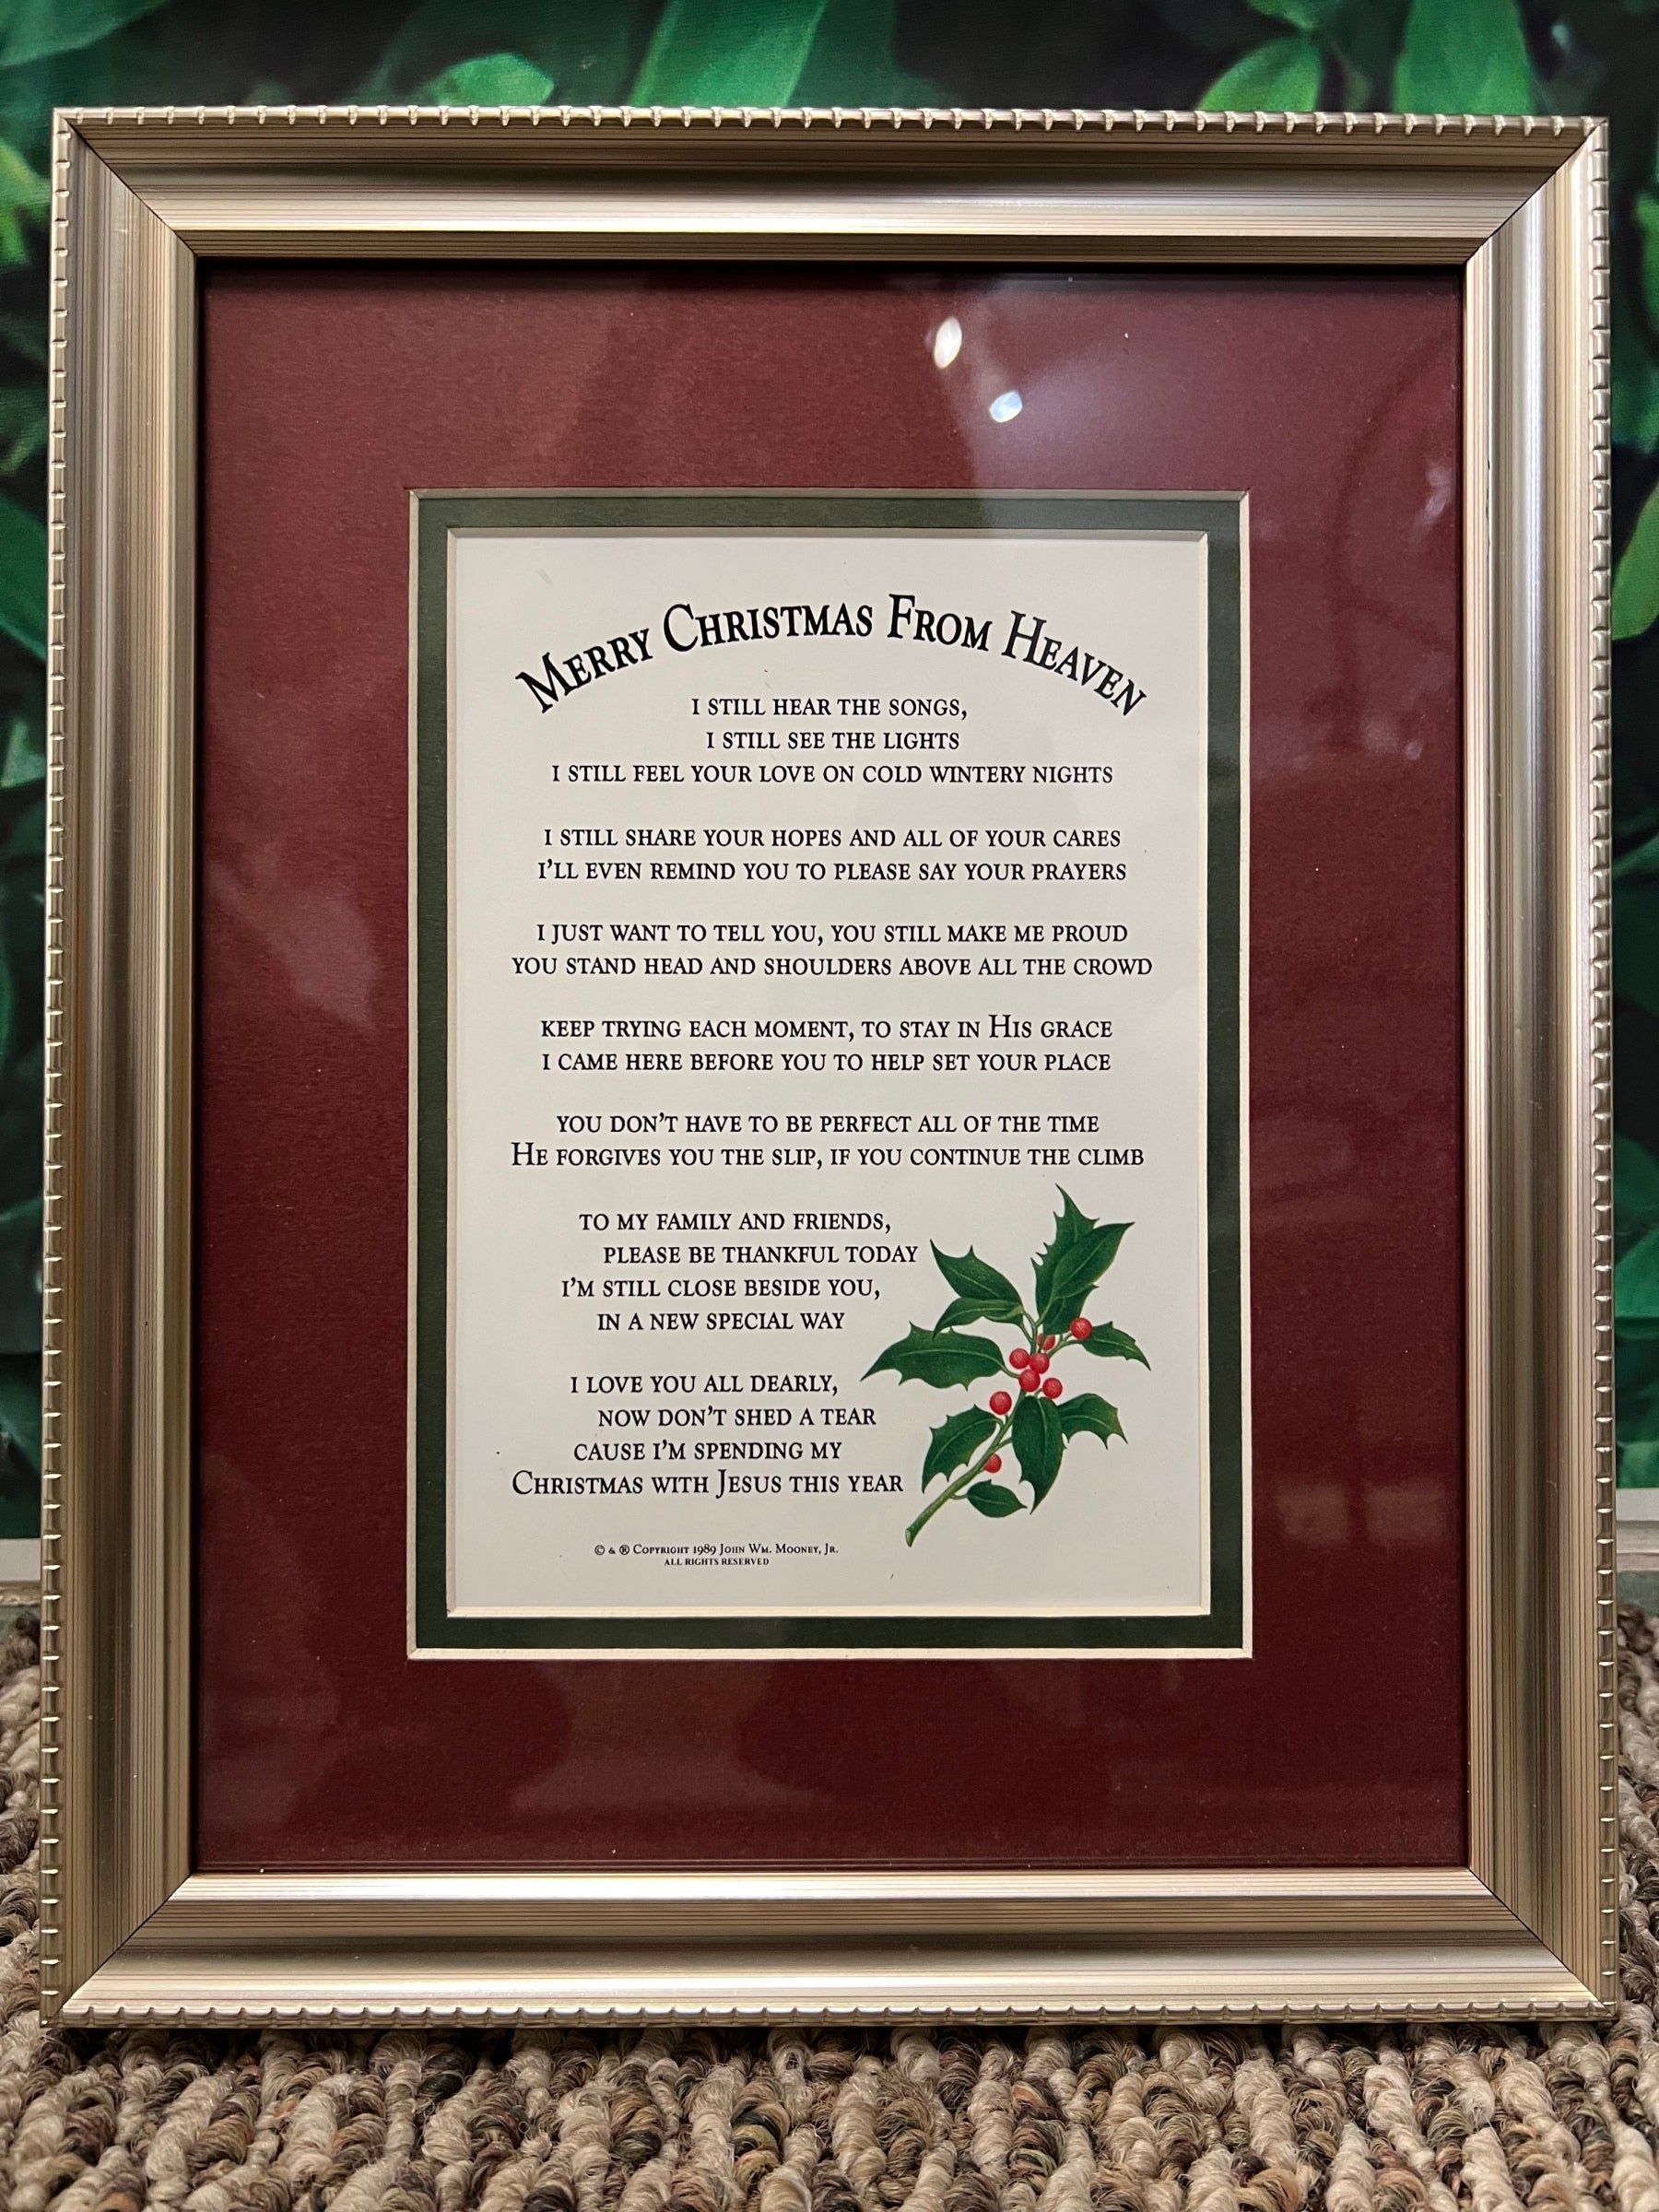 Merry Christmas From Heaven
I STILL HEAR THE SONGS,
I STILL SEE THE LIGHTS
I STILL FEEL YOUR LOVE ON COLD WINTERY NIGHTS
I STILL SHARE YOUR HOPES AND ALL OF YOUR CARES
I'LL EVEN REMIND YOU TO PLEASE SAY YOUR PRAYERS
I JUST WANT TO TELL YOU, YOU STILL MAKE ME PROUD
YOU STAND HEAD AND SHOULDERS ABOVE ALL THE CROWD
KEEP TRYING EACH MOMENT, TO STAY IN HIS GRACE
I CAME HERE BEFORE YOU TO HELP SET YOUR PLACE
YOU DON'T HAVE TO BE PERFECT ALL OF THE TIME
HE FORGIVES YOU THE SLIP, IF YOU CONTINUE THE CLIMB
TO MY FAMILY AND FRIENDS,
PLEASE BE THANKFUL TODAY
I'M STILL CLOSE BESIDE YOU,
IN A NEW SPECIAL WAY
I LOVE YOU ALL DEARLY,
NOW DON'T SHED A TEAR
CAUSE I'M SPENDING MY
CHRISTMAS WITH JESUS THIS YEAR
© & ® COPYRIGHT 1989 JOHN WM. MOONEY, JR.
ALL RIGHTS RESERVED